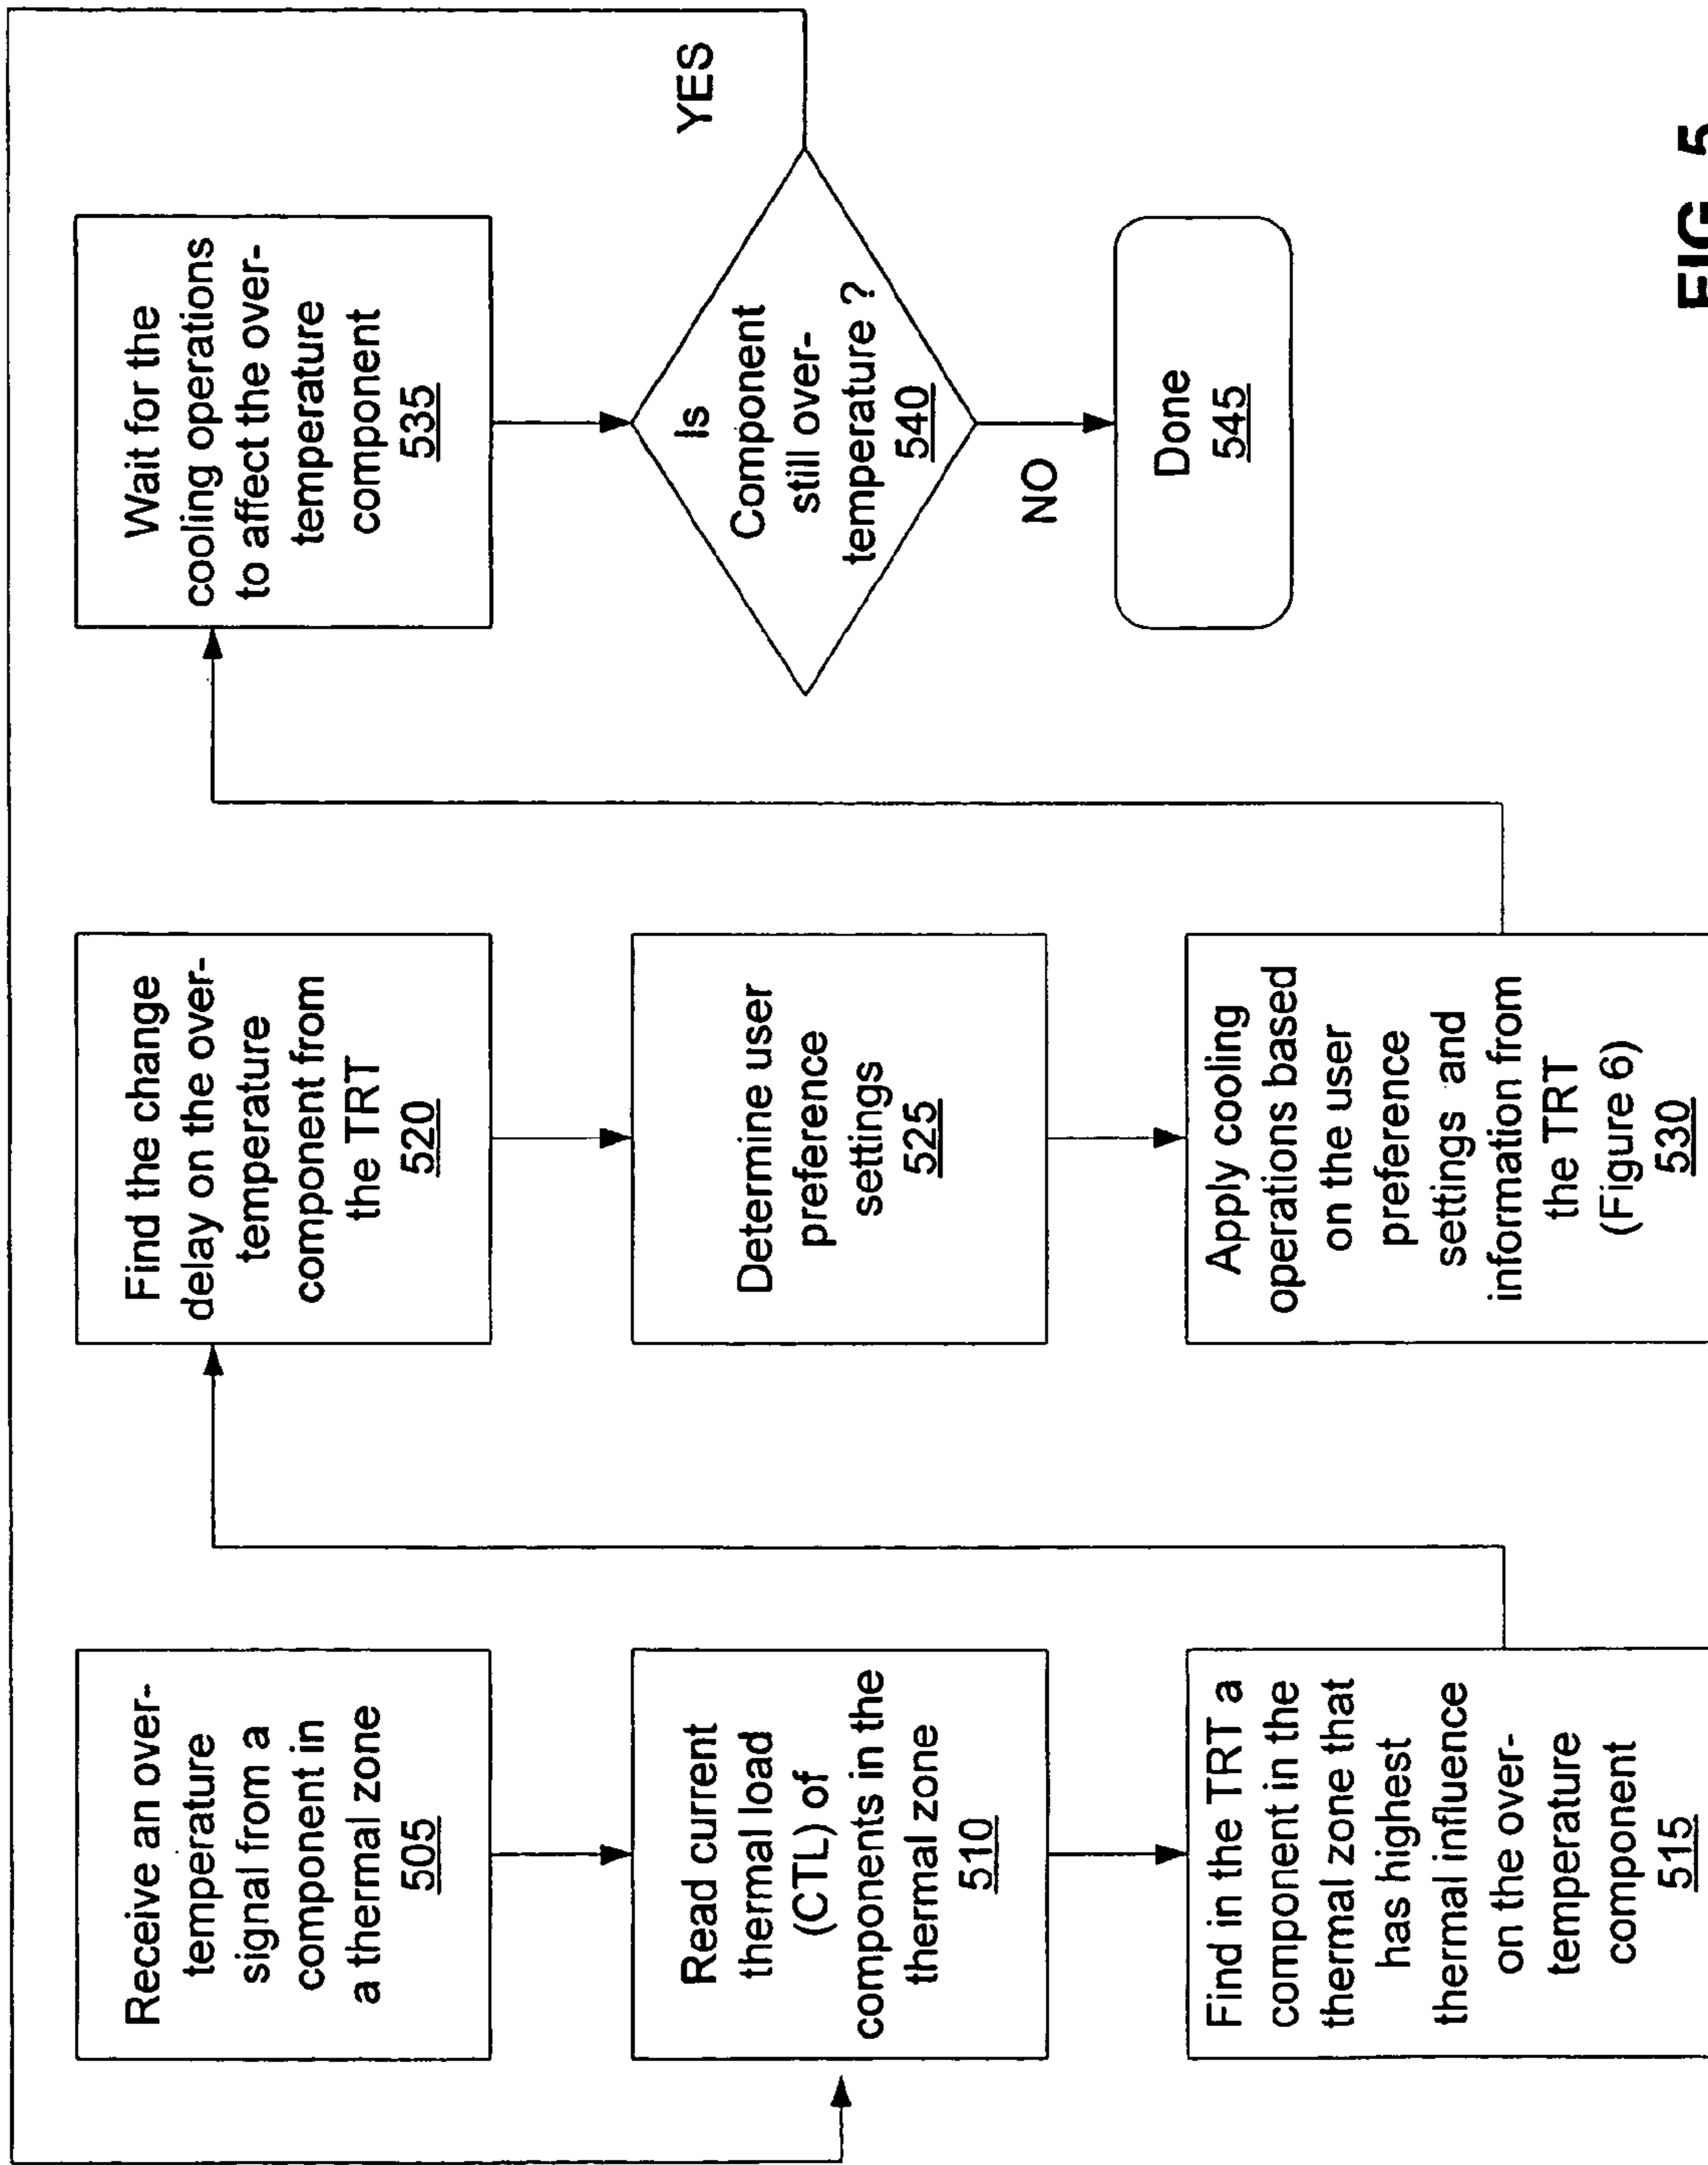 Receive an over-
temperature
signal from a
component in
a thermal zone
505
Read current
thermal load
(CTL) of
components in the
thermal zone
510
Find in the TRT a
component in the
thermal zone that
has highest
thermal influence
on the over-
temperature
component
515
Find the change
delay on the over-
temperature
component from
the TRT
520
Determine user
preference
settings
525
Apply cooling
operations based
on the user
preference
settings and
information from
the TRT
(Figure 6)
530
Wait for the
cooling operations
to affect the over-
temperature
component
535
Is
Component
still over-
temperature ?
540
YES
NO
Done
545
FIG. 5